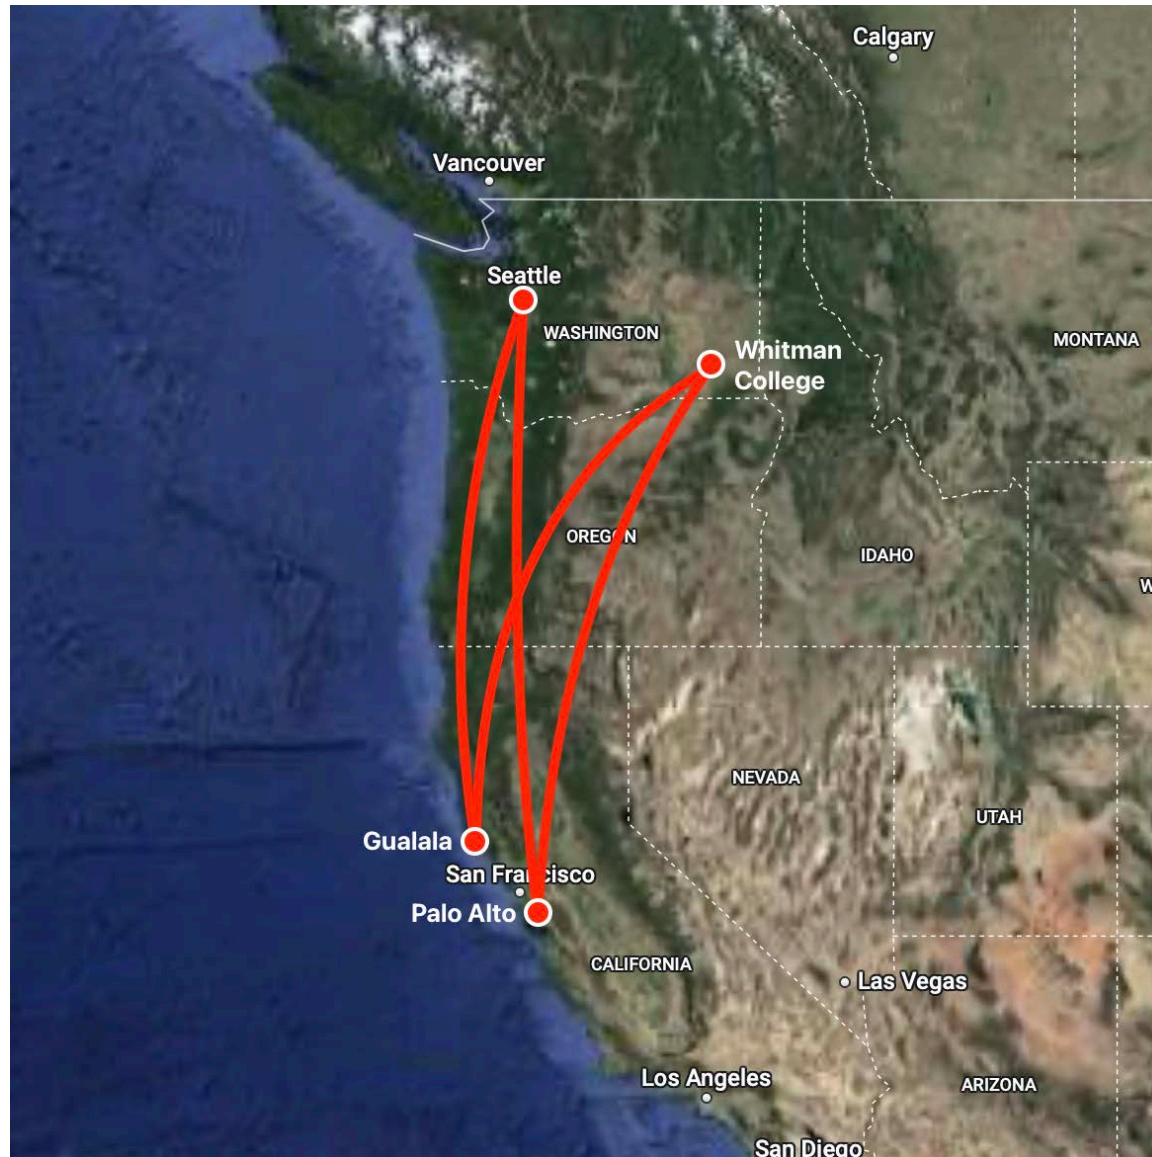 Calgary
Vancouver
Seattle
WASHINGTON
MONTANA
Whitman
College
OREGON
IDAHO
W
NEVADA
UTAH
Gualala
San Francisco
Palo Alto
CALIFORNIA
Las Vegas
Los Angeles
ARIZONA
San Diego